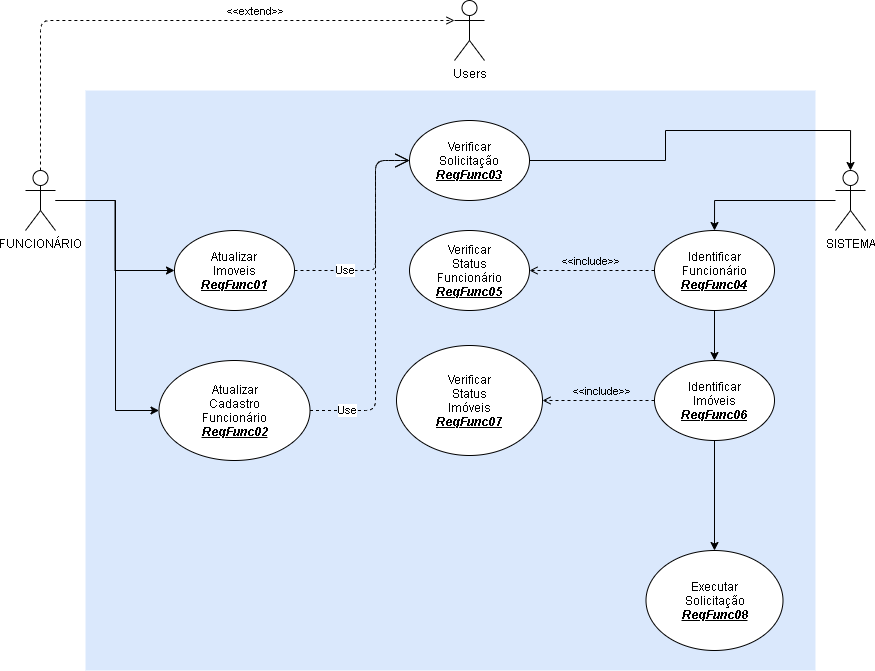 <<extend>>
Users
FUNCIONÁRIO
SISTEMA
Verificar
Solicitação
ReqFunc03
Atualizar
Imoveis
ReqFunc01
Use
Verificar
Status
Funcionário
ReqFunc05
<<include>>
Identificar
Funcionário
ReqFunc04
Atualizar
Cadastro
Funcionário
ReqFunc02
Use
Verificar
Status
Imóveis
ReqFunc07
<<include>>
Identificar
Imóveis
ReqFunc06
Executar
Solicitação
ReqFunc08